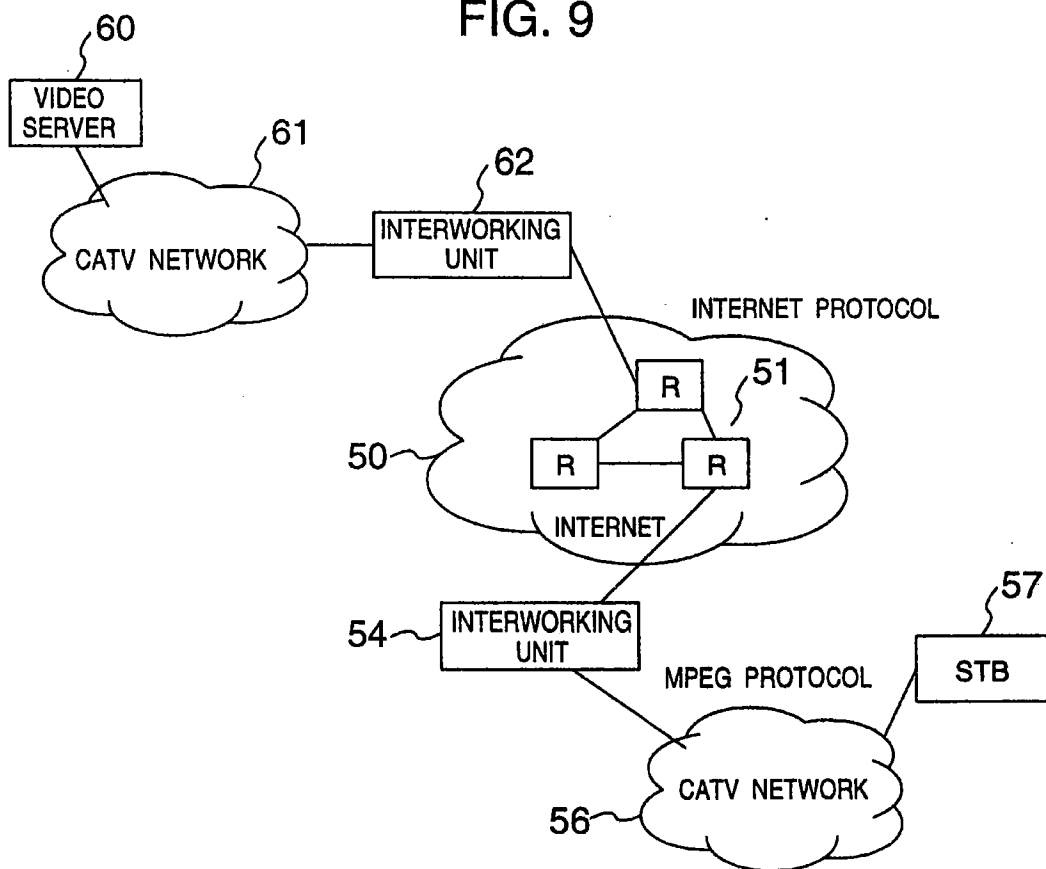 FIG. 9
60
VIDEO
SERVER
61
CATV NETWORK
62
INTERWORKING
UNIT
INTERNET PROTOCOL
R
51
R
R
50
INTERNET
54
INTERWORKING
UNIT
57
STB
MPEG PROTOCOL
CATV NETWORK
56